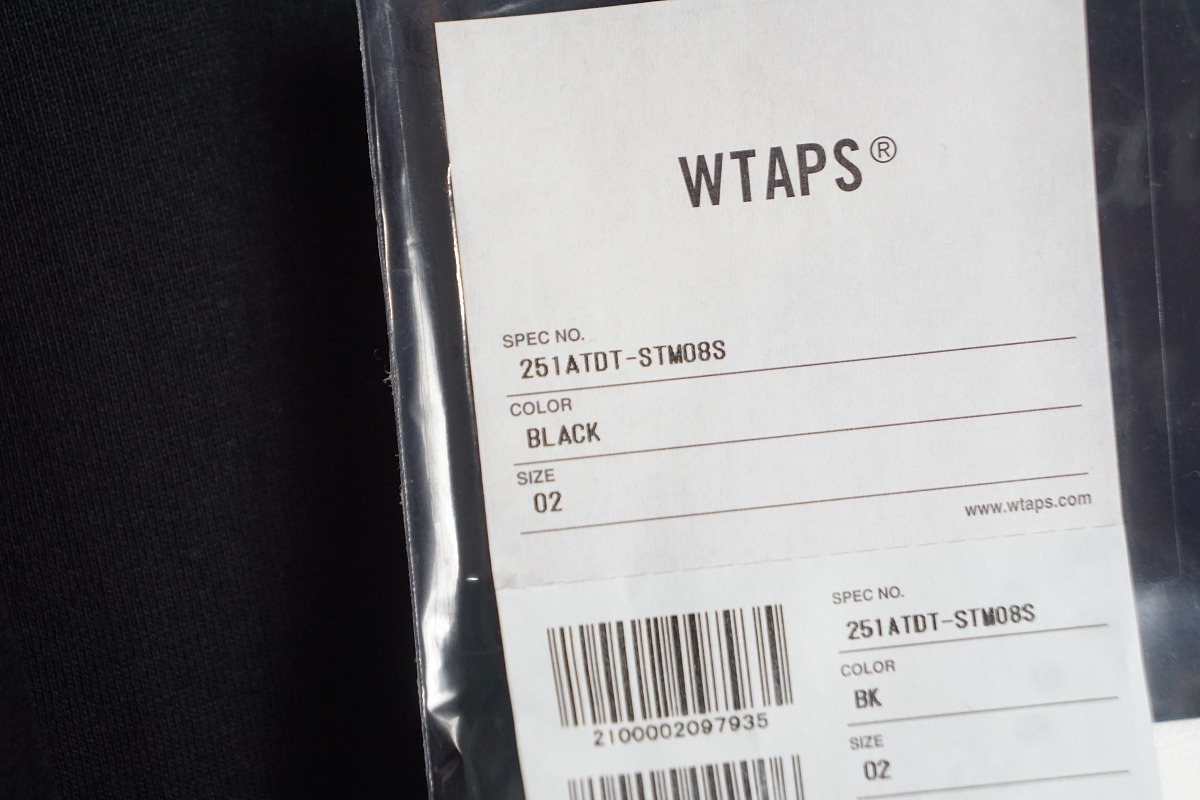 WTAPS®
SPEC NO.
251ATDT-STM08S
COLOR
BLACK
SIZE
02
www.wtaps.com
SPEC NO.
251ATDT-STM08S
COLOR
BK
SIZE
02
2100002097935